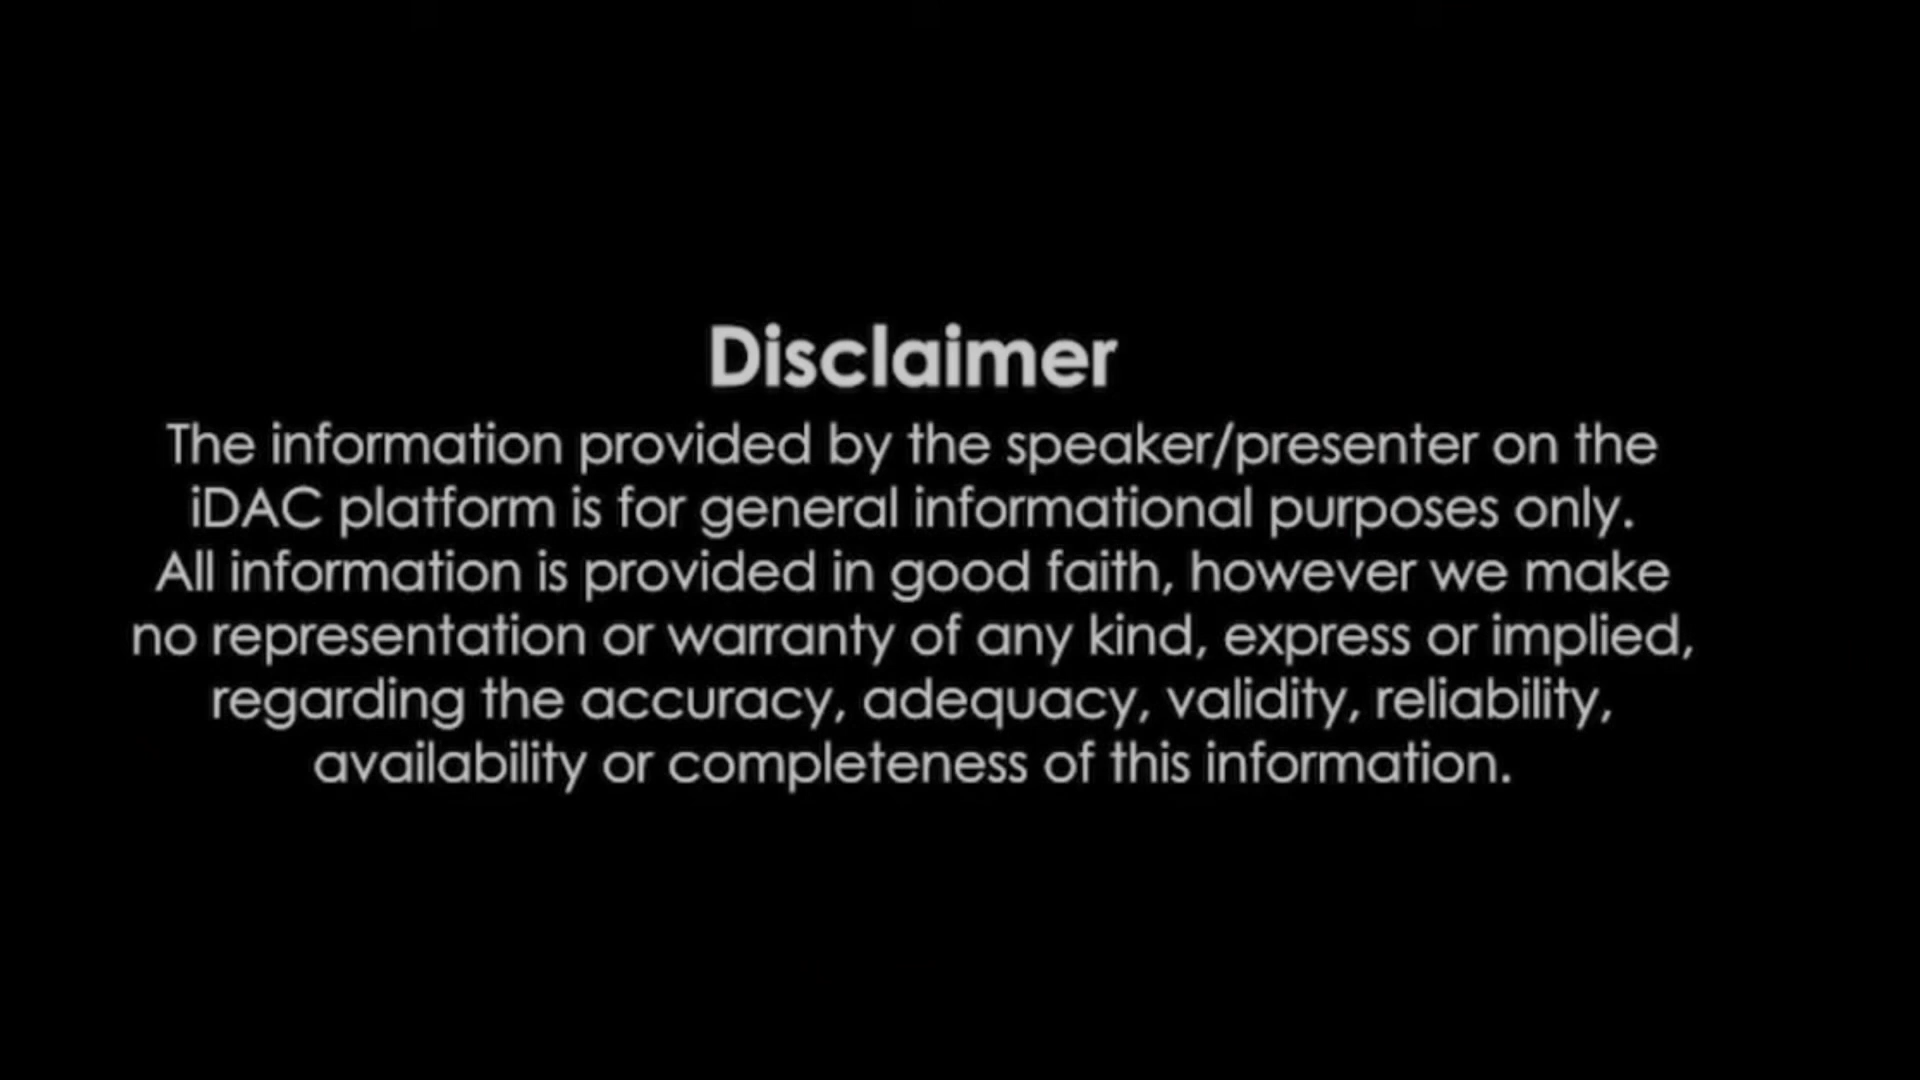 Disclaimer
The information provided by the speaker/presenter on the
iDAC platform is for general informational purposes only.
All information is provided in good faith, however we make
no representation or warranty of any kind, express or implied,
regarding the accuracy, adequacy, validity, reliability,
availability or completeness of this information.